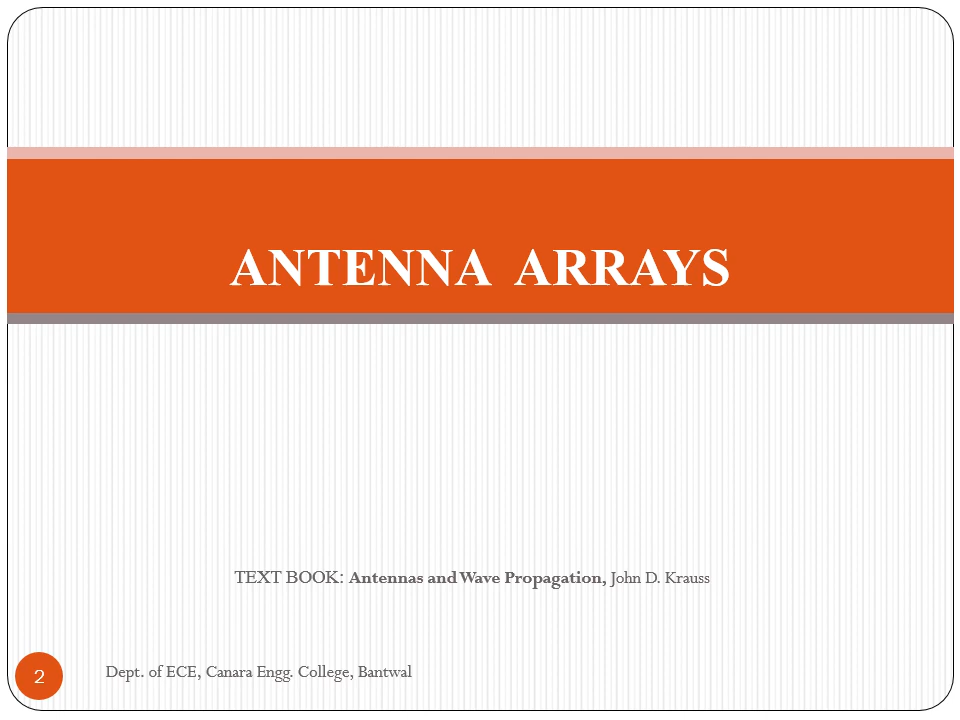 ANTENNA ARRAYS
TEXT BOOK: Antennas and Wave Propagation, John D. Krauss
2
Dept. of ECE, Canara Engg. College, Bantwal